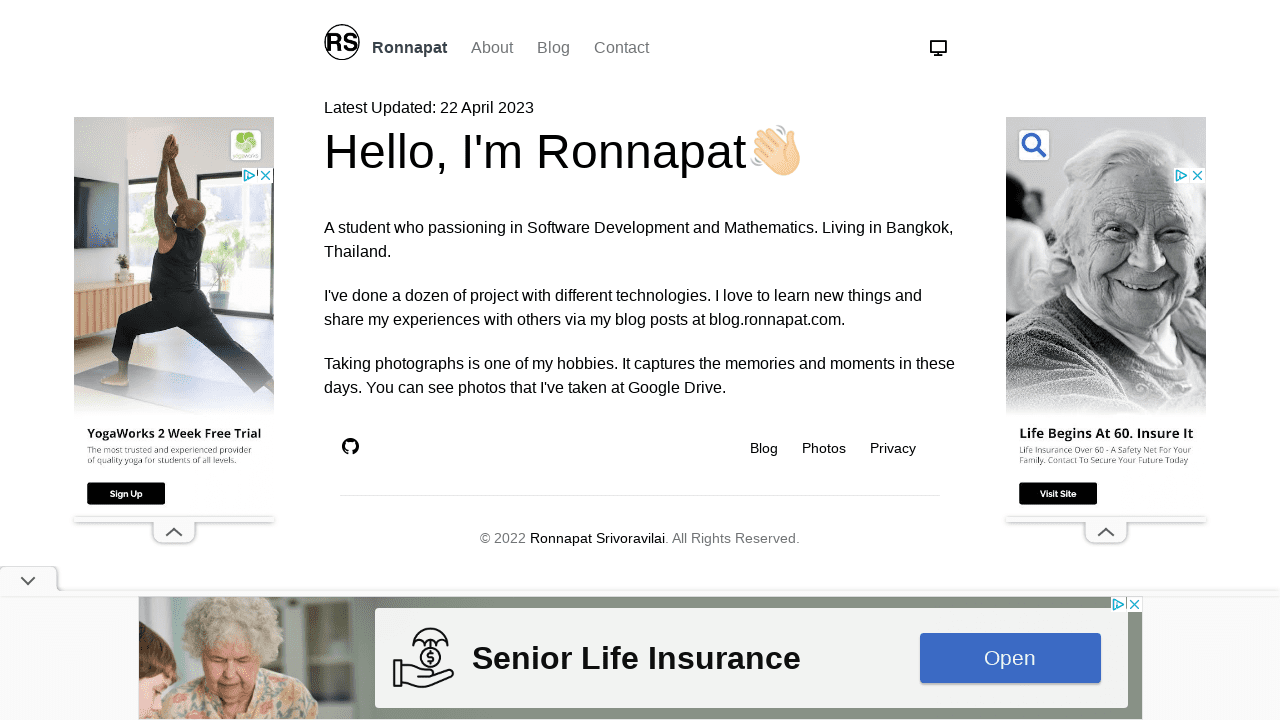 RS
Ronnapat About Blog Contact
Latest Updated: 22 April 2023
Hello, I'm Ronnapat
A student who passioning in Software Development and Mathematics. Living in Bangkok,
Thailand.
I've done a dozen of project with different technologies. I love to learn new things and
share my experiences with others via my blog posts at blog.ronnapat.com.
Taking photographs is one of my hobbies. It captures the memories and moments in these
days. You can see photos that I've taken at Google Drive.
Blog Photos Privacy
© 2022 Ronnapat Srivoravilai. All Rights Reserved.
yogaworks
YogaWorks 2 Week Free Trial
The most trusted and experienced provider
of quality yoga for students of all levels.
Sign Up
Life Begins At 60. Insure It
Life Insurance Over 60 - A Safety Net For Your
Family. Contact To Secure Your Future Today
Visit Site
$
Senior Life Insurance
Open